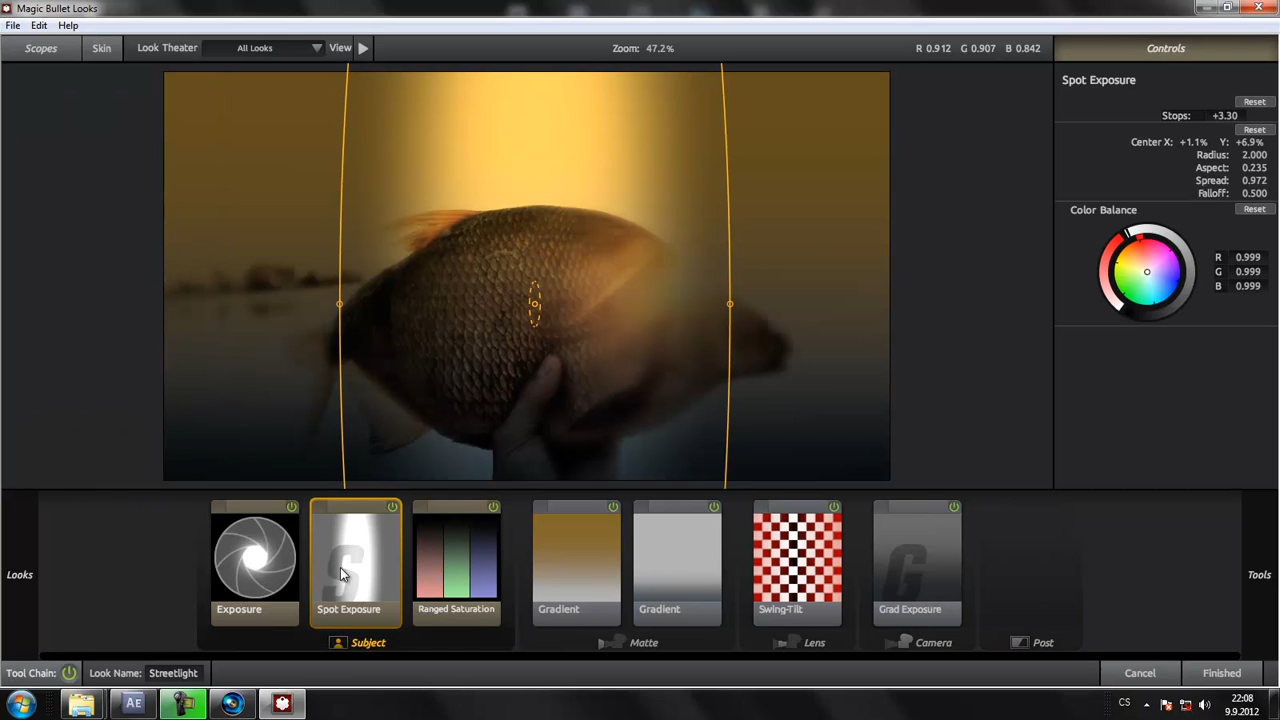 Magic Bullet Looks
File Edit Help
Scopes Skin Look Theater All Looks View Zoom: 47.2% R 0.912 G 0.907 B 0.842 Controls
Spot Exposure
Reset
Stops: +3.30
Reset
Center X: +1.1% Y: +6.9%
Radius: 2.000
Aspect: 0.235
Spread: 0.972
Falloff: 0.500
Color Balance Reset
R 0.999
G 0.999
B 0.999
S
G
Looks
Tools
Exposure Spot Exposure Ranged Saturation Gradient Gradient Swing-Tilt Grad Exposure
Subject Matte Lens Camera Post
Tool Chain: Look Name: Streetlight Cancel Finished
AE CS 22:08
9.9.2012